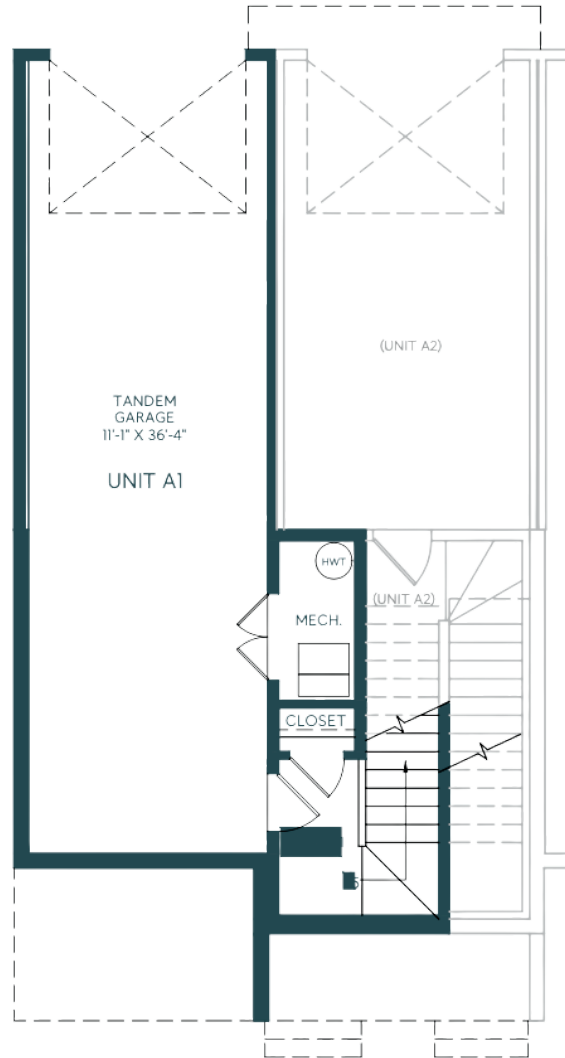 (UNIT A2)
TANDEM
GARAGE
11'-1" X 36'-4"
UNIT A1
HWT
(UNIT A2)
MECH.
CLOSET